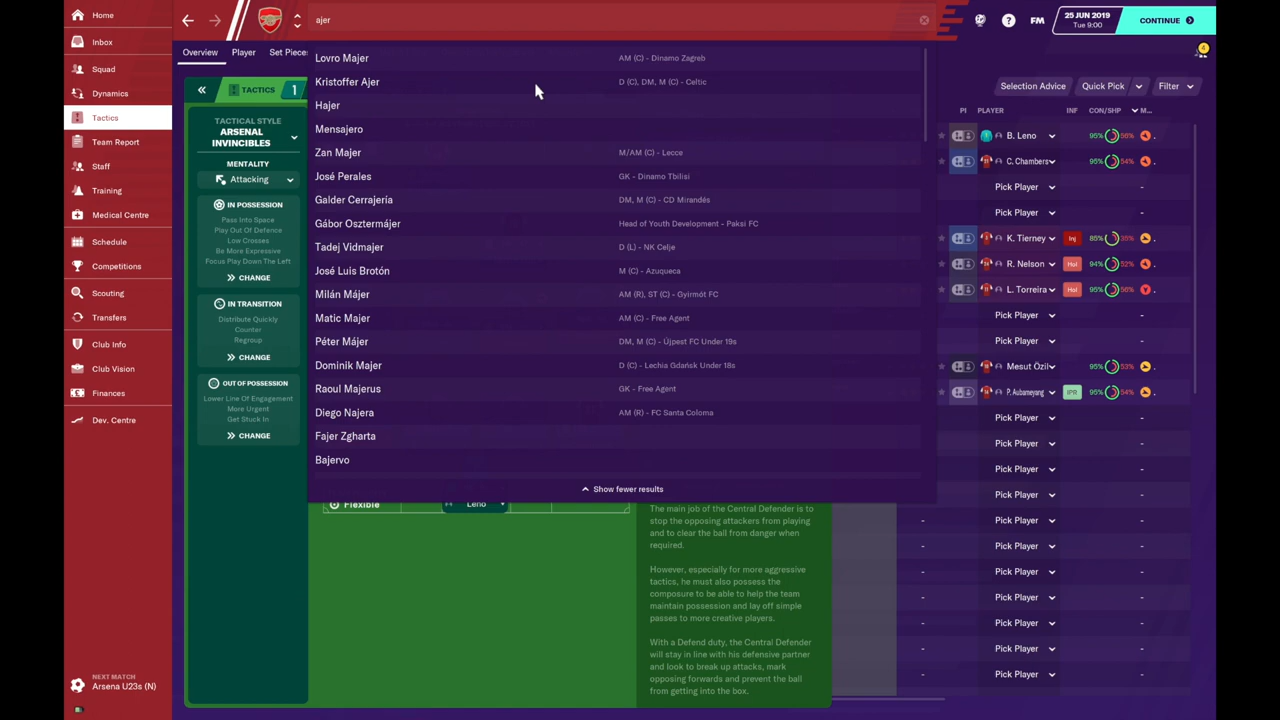 Home
Inbox
Squad
Dynamics
Tactics
Team Report
Staff
Training
Medical Centre
Schedule
Competitions
Scouting
Transfers
Club Info
Club Vision
Finances
Dev. Centre
NEXT MATCH
Arsena U23s (N)
ajer
FM
25 JUN 2019
Tue 9:00
CONTINUE
4
Overview
Player
Set Piece
TACTICS
1
TACTICAL STYLE
ARSENAL
INVINCIBLES
MENTALITY
Attacking
IN POSSESSION
Pass Into Space
Play Out Of Defence
Low Crosses
Be More Expressive
Focus Play Down The Left
CHANGE
IN TRANSITION
Distribute Quickly
Counter
Regroup
CHANGE
OUT OF POSSESSION
Lower Line Of Engagement
More Urgent
Get Stuck In
CHANGE
Lovro Majer AM (C) - Dinamo Zagreb
Kristoffer Ajer D (C), DM, M (C) - Celtic
Hajer
Mensajero
Zan Majer M/AM (C) - Lecce
José Perales GK - Dinamo Tbilisi
Galder Cerrajería DM, M (C) - CD Mirandés
Gábor Osztermájer Head of Youth Development - Paksi FC
Tadej Vidmajer D (L) - NK Celje
José Luis Brotón M (C) - Azuqueca
Milán Májer AM (R), ST (C) - Gyirmót FC
Matic Majer AM (C) - Free Agent
Péter Májer DM, M (C) - Újpest FC Under 19s
Dominik Majer D (C) - Lechia Gdańsk Under 18s
Raoul Majerus GK - Free Agent
Diego Najera AM (R) - FC Santa Coloma
Fajer Zgharta
Bajervo
Show fewer results
Flexible
Leno
The main job of the Central Defender is to
stop the opposing attackers from playing
and to clear the ball from danger when
required.
However, especially for more aggressive
tactics, he must also possess the
composure to be able to help the team
maintain possession and lay off simple
passes to more creative players.
With a Defend duty, the Central Defender
will stay in line with his defensive partner
and look to break up attacks, mark
opposing forwards and prevent the ball
from getting into the box.
Selection Advice
Quick Pick
Filter
PI PLAYER INF CON/SHP M...
B. Leno 95% 56%
C. Chambers 95% 54%
Pick Player -
Pick Player -
K. Tierney Inj 85% 35%
R. Nelson Hol 94% 52%
L. Torreira Hol 95% 56%
Pick Player -
Pick Player -
Mesut Özil 95% 53%
P. Aubameyang IPR 95% 54%
Pick Player -
Pick Player -
Pick Player -
Pick Player -
- Pick Player -
- Pick Player -
- Pick Player -
- Pick Player -
- Pick Player -
- Pick Player -
- Pick Player -